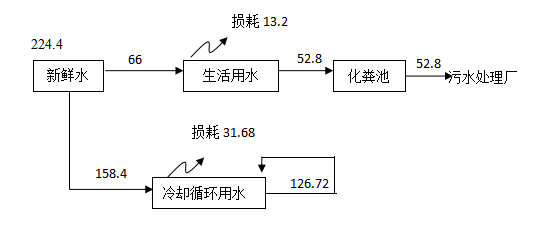 损耗 13.2
224.4
新鲜水
66
生活用水
52.8
化粪池
52.8
污水处理厂
损耗 31.68
158.4
冷却循环用水
126.72